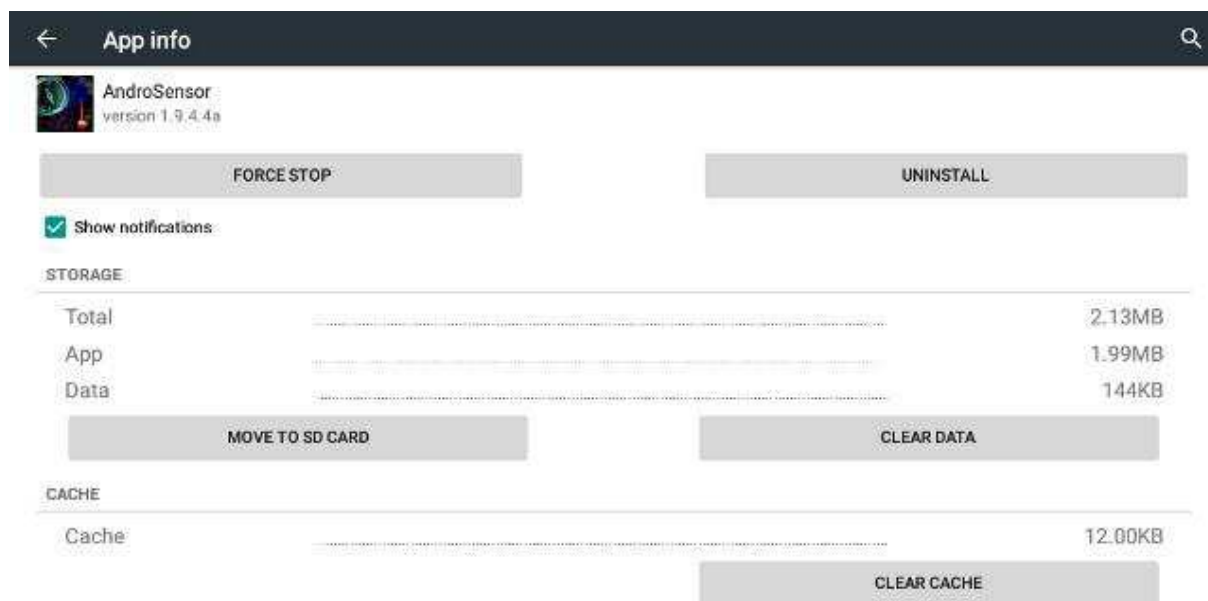 App info
AndroSensor
version 1.9.4.4a
FORCE STOP UNINSTALL
Show notifications
STORAGE
Total 2.13MB
App 1.99MB
Data 144KB
MOVE TO SD CARD CLEAR DATA
CACHE
Cache 12.00KB
CLEAR CACHE